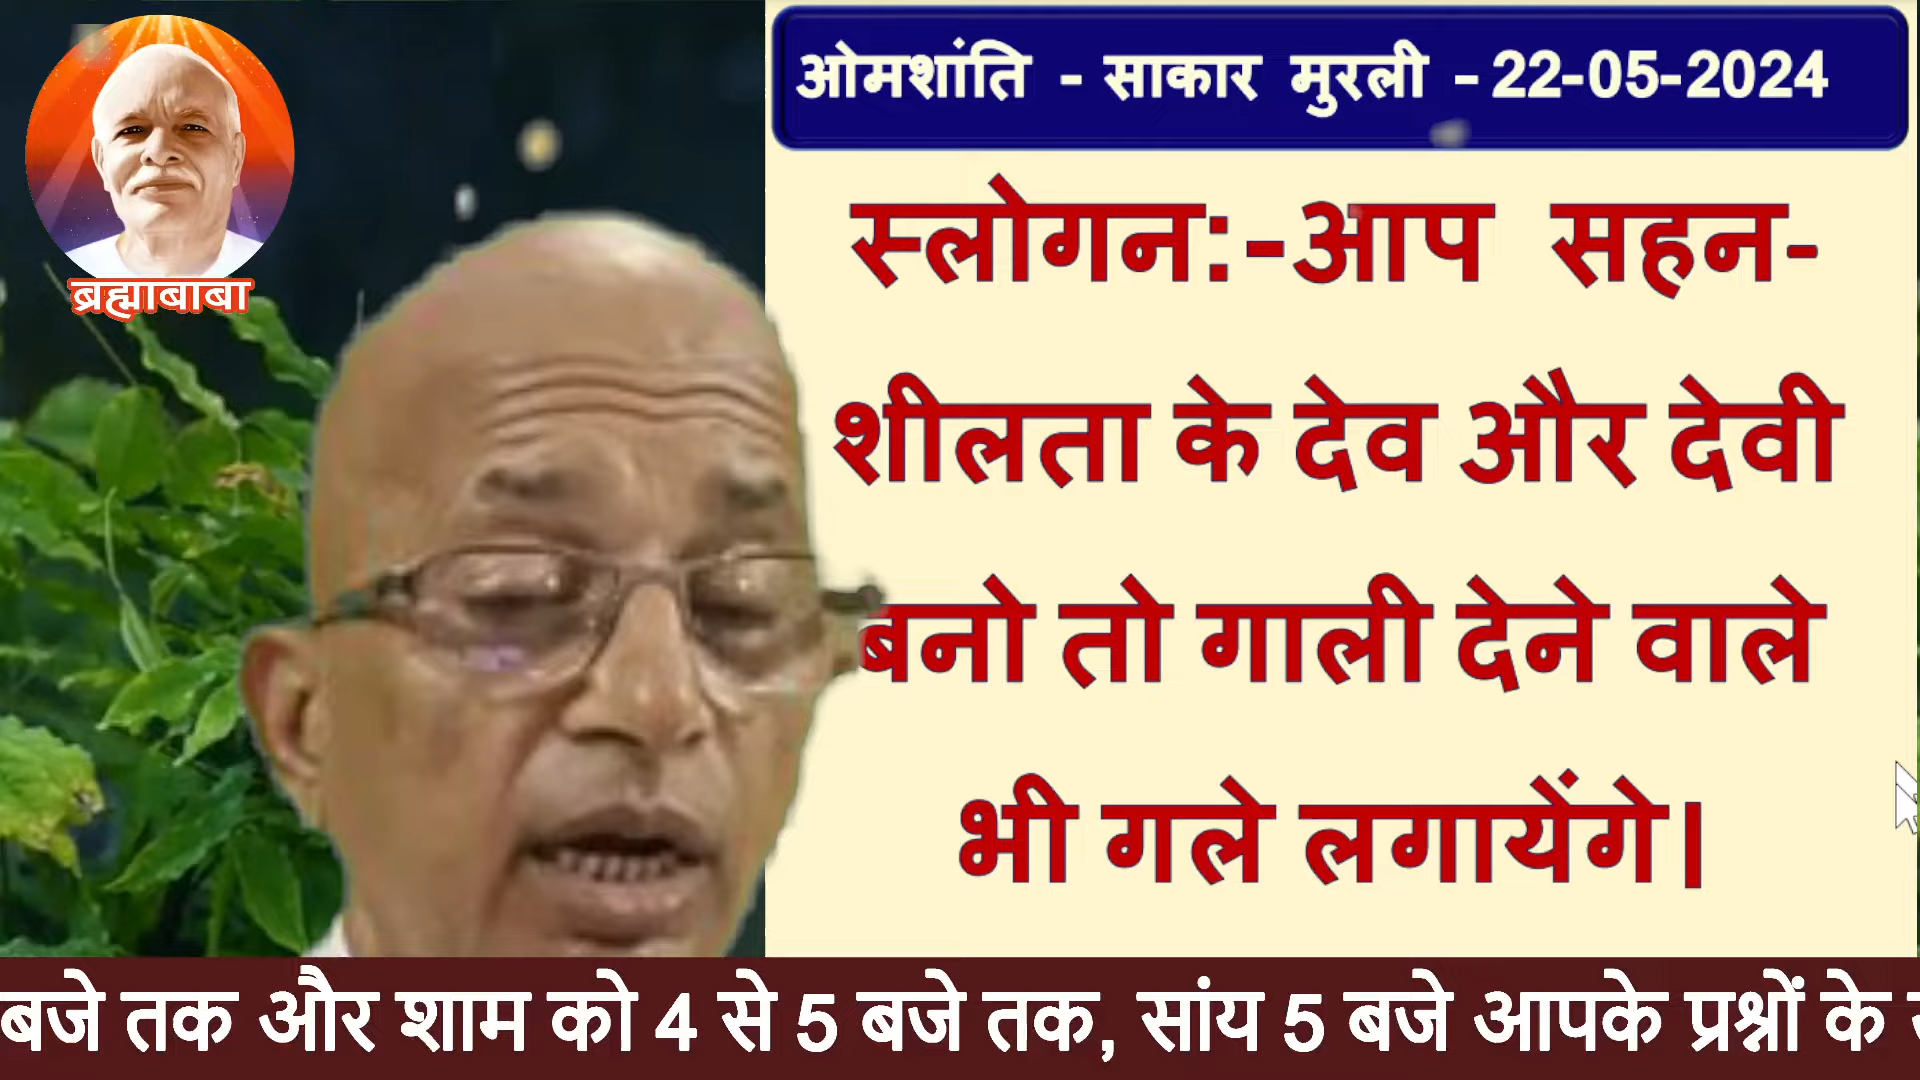 ब्रह्माबाबा
ओमशांति - साकार मुरली - 22-05-2024
स्लोगन:-आप सहन-
शीलता के देव और देवी
बनो तो गाली देने वाले
भी गले लगायेंगे।
बजे तक और शाम को 4 से 5 बजे तक, सांय 5 बजे आपके प्रश्नों के